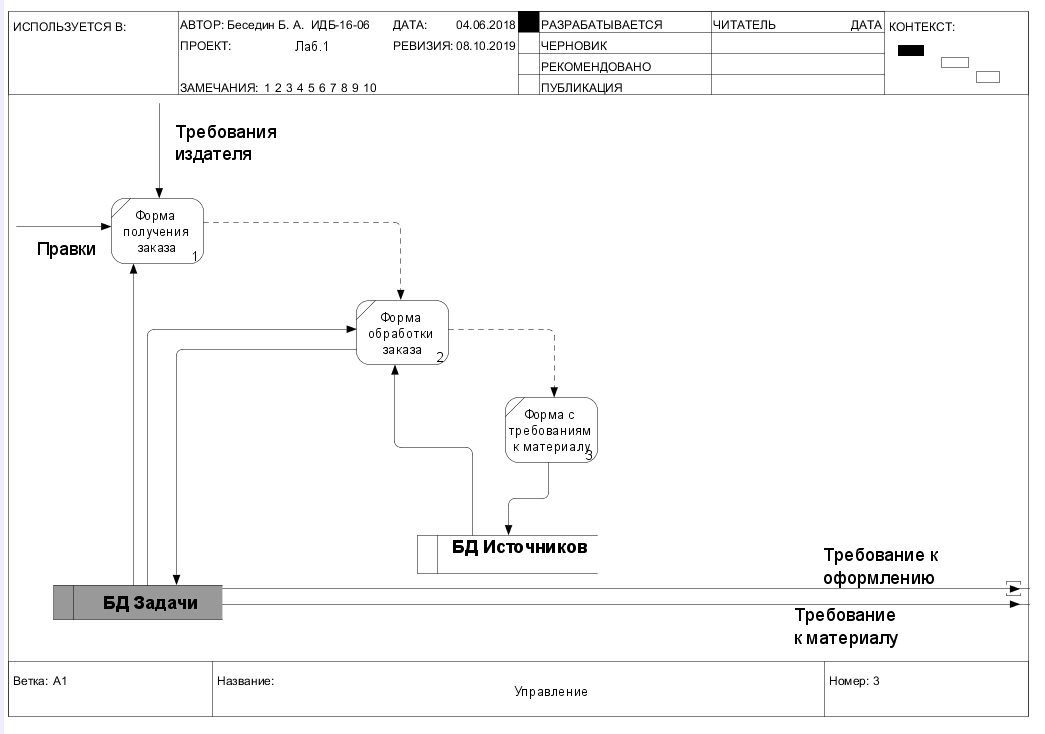 ИСПОЛЬЗУЕТСЯ В:
АВТОР: Беседин Б. А.  ИДБ-16-06
ДАТА: 04.06.2018
РАЗРАБАТЫВАЕТСЯ
ЧИТАТЕЛЬ
ДАТА
КОНТЕКСТ:
ПРОЕКТ: Лаб.1
РЕВИЗИЯ: 08.10.2019
ЧЕРНОВИК
РЕКОМЕНДОВАНО
ЗАМЕЧАНИЯ: 1 2 3 4 5 6 7 8 9 10
ПУБЛИКАЦИЯ
Требования
издателя
Форма
получения
заказа
1
Правки
Форма
обработки
заказа
2
Форма с
требованиям
к материалу
3
БД Источников
Требование к
оформлению
БД Задачи
Требование
к материалу
Ветка: A1
Название:
Управление
Номер: 3